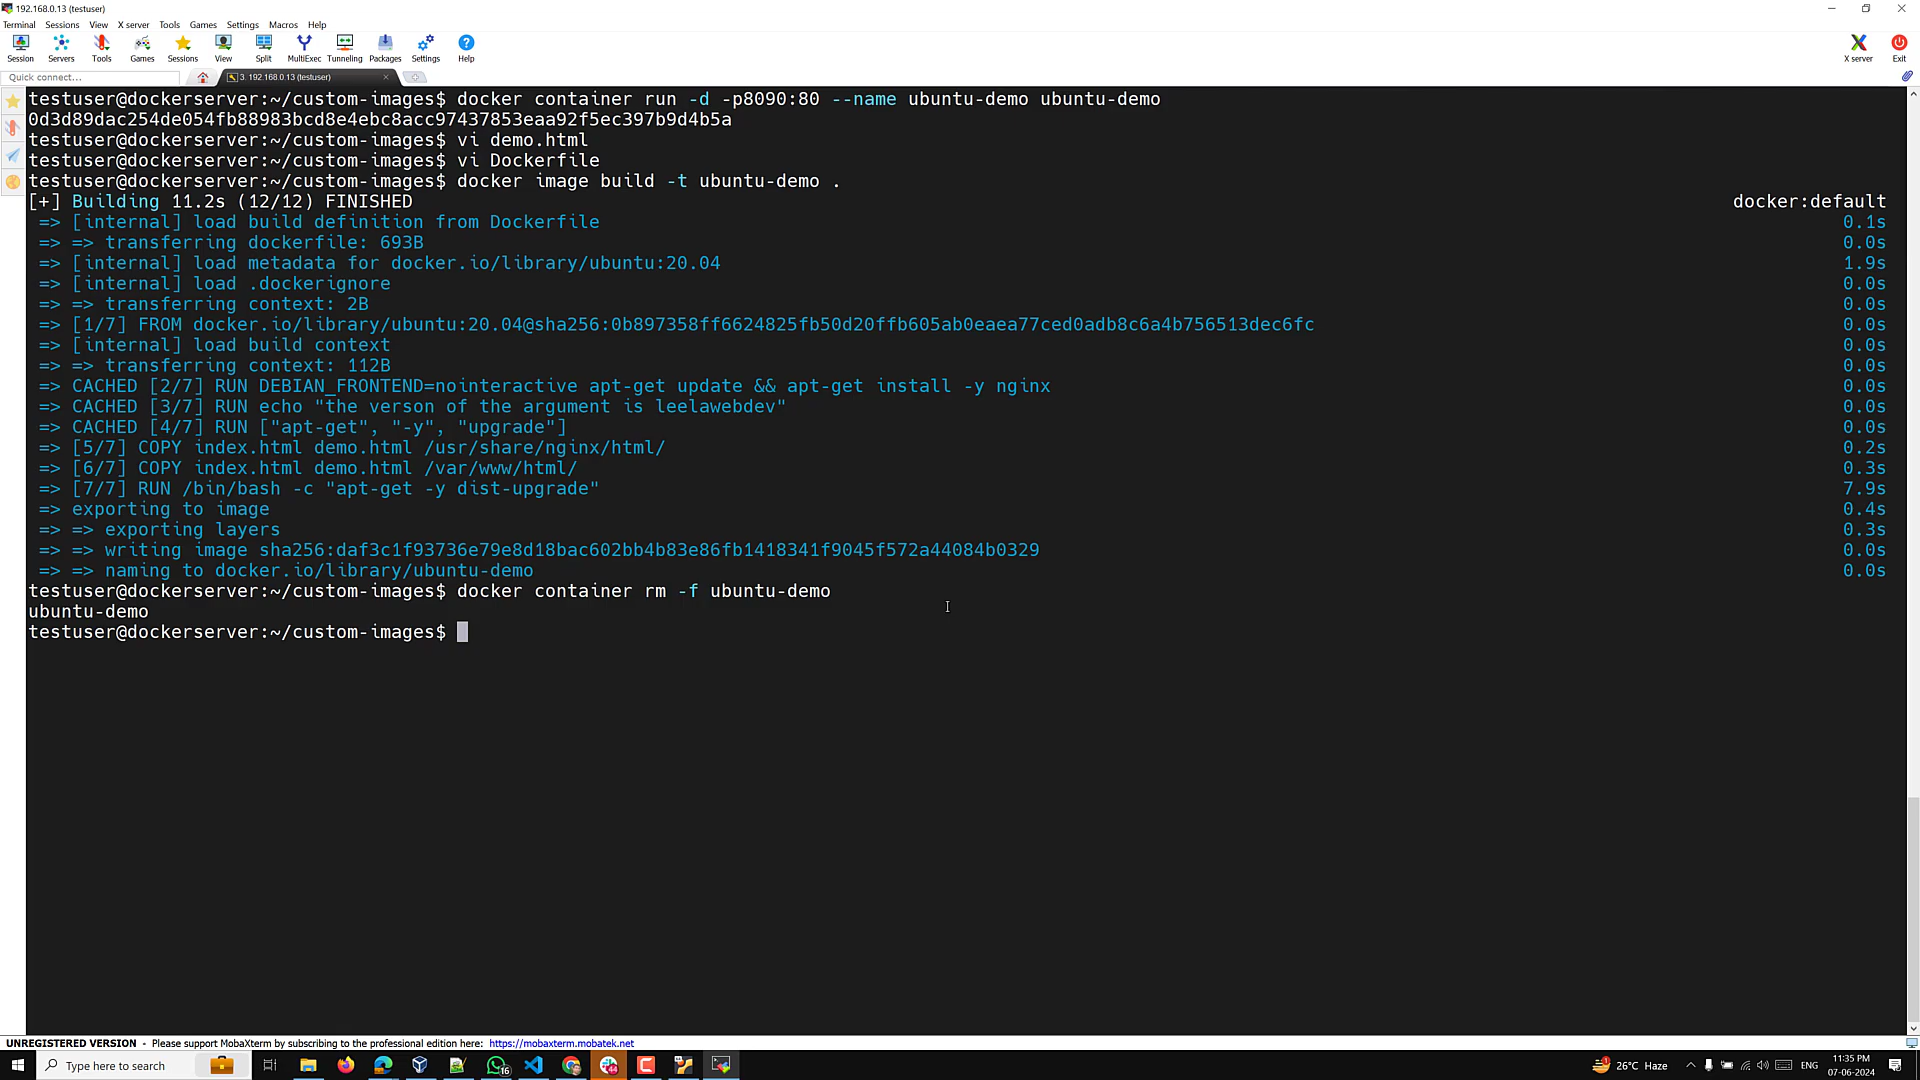 192.168.0.13 (testuser)
Terminal Sessions View X server Tools Games Settings Macros Help
Session Servers Tools Games Sessions View Split MultiExec Tunneling Packages Settings Help X server Exit
Quick connect... 3. 192.168.0.13 (testuser)
testuser@dockerserver:~/custom-images$ docker container run -d -p8090:80 --name ubuntu-demo ubuntu-demo
0d3d89dac254de054fb88983bcd8e4ebc8acc97437853eaa92f5ec397b9d4b5a
testuser@dockerserver:~/custom-images$ vi demo.html
testuser@dockerserver:~/custom-images$ vi Dockerfile
testuser@dockerserver:~/custom-images$ docker image build -t ubuntu-demo .
[+] Building 11.2s (12/12) FINISHED docker:default
=> [internal] load build definition from Dockerfile 0.1s
=> => transferring dockerfile: 693B 0.0s
=> [internal] load metadata for docker.io/library/ubuntu:20.04 1.9s
=> [internal] load .dockerignore 0.0s
=> => transferring context: 2B 0.0s
=> [1/7] FROM docker.io/library/ubuntu:20.04@sha256:0b897358ff6624825fb50d20ffb605ab0eaea77ced0adb8c6a4b756513dec6fc 0.0s
=> [internal] load build context 0.0s
=> => transferring context: 112B 0.0s
=> CACHED [2/7] RUN DEBIAN_FRONTEND=nointeractive apt-get update && apt-get install -y nginx 0.0s
=> CACHED [3/7] RUN echo "the verson of the argument is leelawebdev" 0.0s
=> CACHED [4/7] RUN ["apt-get", "-y", "upgrade"] 0.0s
=> [5/7] COPY index.html demo.html /usr/share/nginx/html/ 0.2s
=> [6/7] COPY index.html demo.html /var/www/html/ 0.3s
=> [7/7] RUN /bin/bash -c "apt-get -y dist-upgrade" 7.9s
=> exporting to image 0.4s
=> => exporting layers 0.3s
=> => writing image sha256:daf3c1f93736e79e8d18bac602bb4b83e86fb1418341f9045f572a44084b0329 0.0s
=> => naming to docker.io/library/ubuntu-demo 0.0s
testuser@dockerserver:~/custom-images$ docker container rm -f ubuntu-demo
ubuntu-demo
testuser@dockerserver:~/custom-images$
UNREGISTERED VERSION - Please support MobaXterm by subscribing to the professional edition here: https://mobaxterm.mobatek.net
Type here to search 16 44 26°C Haze ENG 11:35 PM
07-06-2024